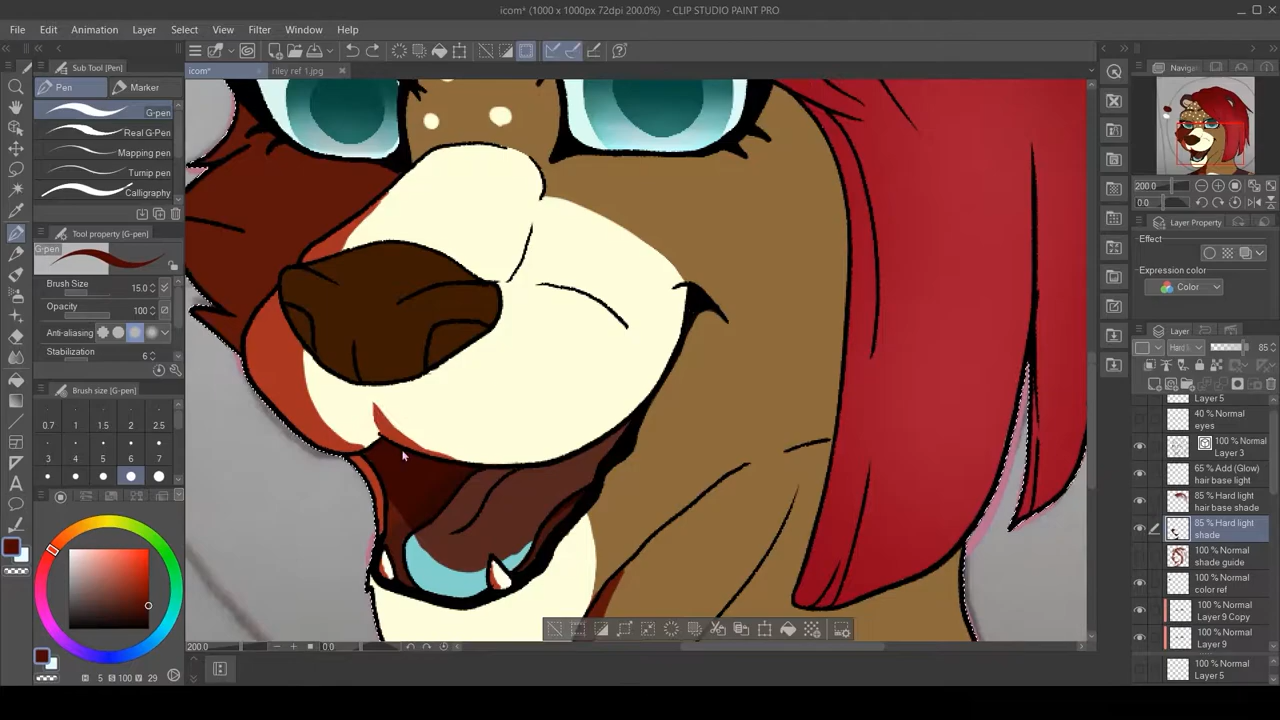 icom* (1000 x 1000px 72dpi 200.0%) - CLIP STUDIO PAINT PRO
File Edit Animation Layer Select View Filter Window Help
Sub Tool [Pen]
icom* riley ref 1.jpg
Pen Marker
G-pen
Real G-Pen
Mapping pen
Turnip pen
Calligraphy
Tool property [G-pen]
G-pen
Brush Size 15.0
Opacity 100
Anti-aliasing
Stabilization 6
Brush size [G-pen]
0.7 1 1.5 2 2.5
3 4 5 6 7
5 S 100 V 29
200.0 0.0
Naviga
200.0
0.0
Layer Property
Effect
Expression color
Color
Layer
Hard l 85
Layer 5
40 % Normal
eyes
100 % Normal
Layer 3
65 % Add (Glow)
hair base light
85 % Hard light
hair base shade
85 % Hard light
shade
100 % Normal
shade guide
100 % Normal
color ref
100 % Normal
Layer 9 Copy
100 % Normal
Layer 9
100 % Normal
Layer 5